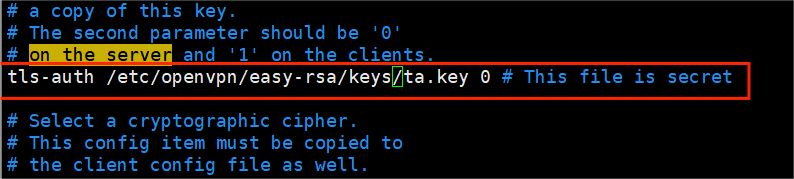 # a copy of this key.
# The second parameter should be '0'
# on the server and '1' on the clients.
tls-auth /etc/openvpn/easy-rsa/keys/ta.key 0 # This file is secret
# Select a cryptographic cipher.
# This config item must be copied to
# the client config file as well.